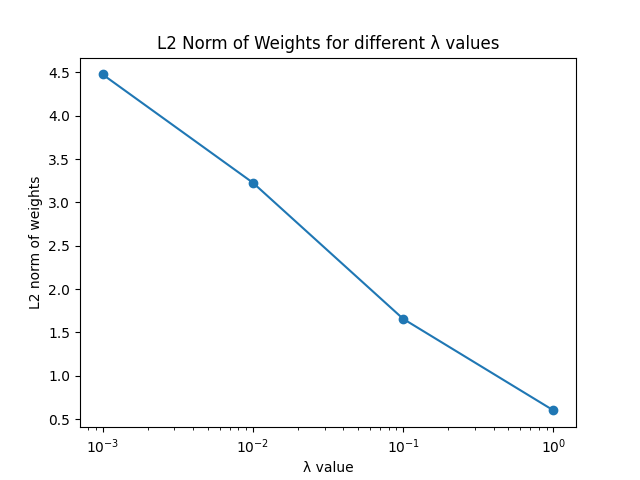 L2 Norm of Weights for different λ values
L2 norm of weights
4.5
4.0
3.5
3.0
2.5
2.0
1.5
1.0
0.5
10⁻³ 10⁻² 10⁻¹ 10⁰
λ value